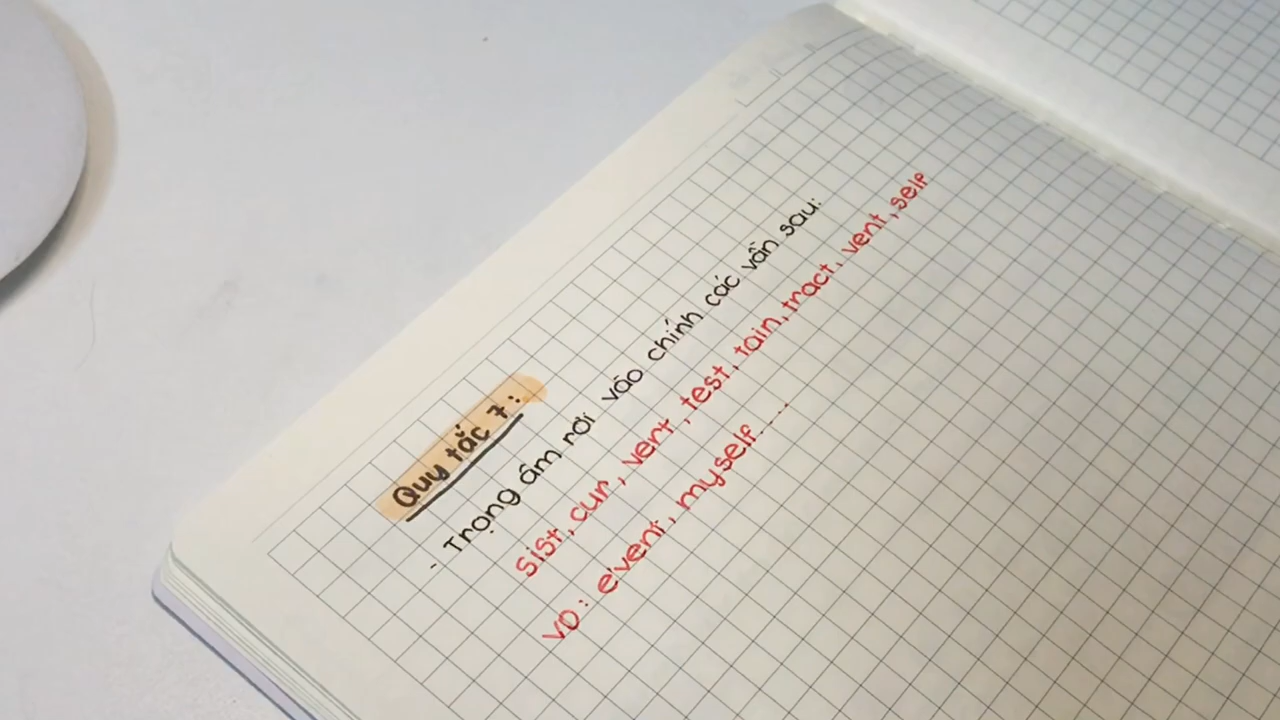 Quy tắc 7:
- Trọng âm rơi vào chính các vần sau:
sist, cur, vert, test, tain, tract, vent, self
VD: e'vent, myself.....